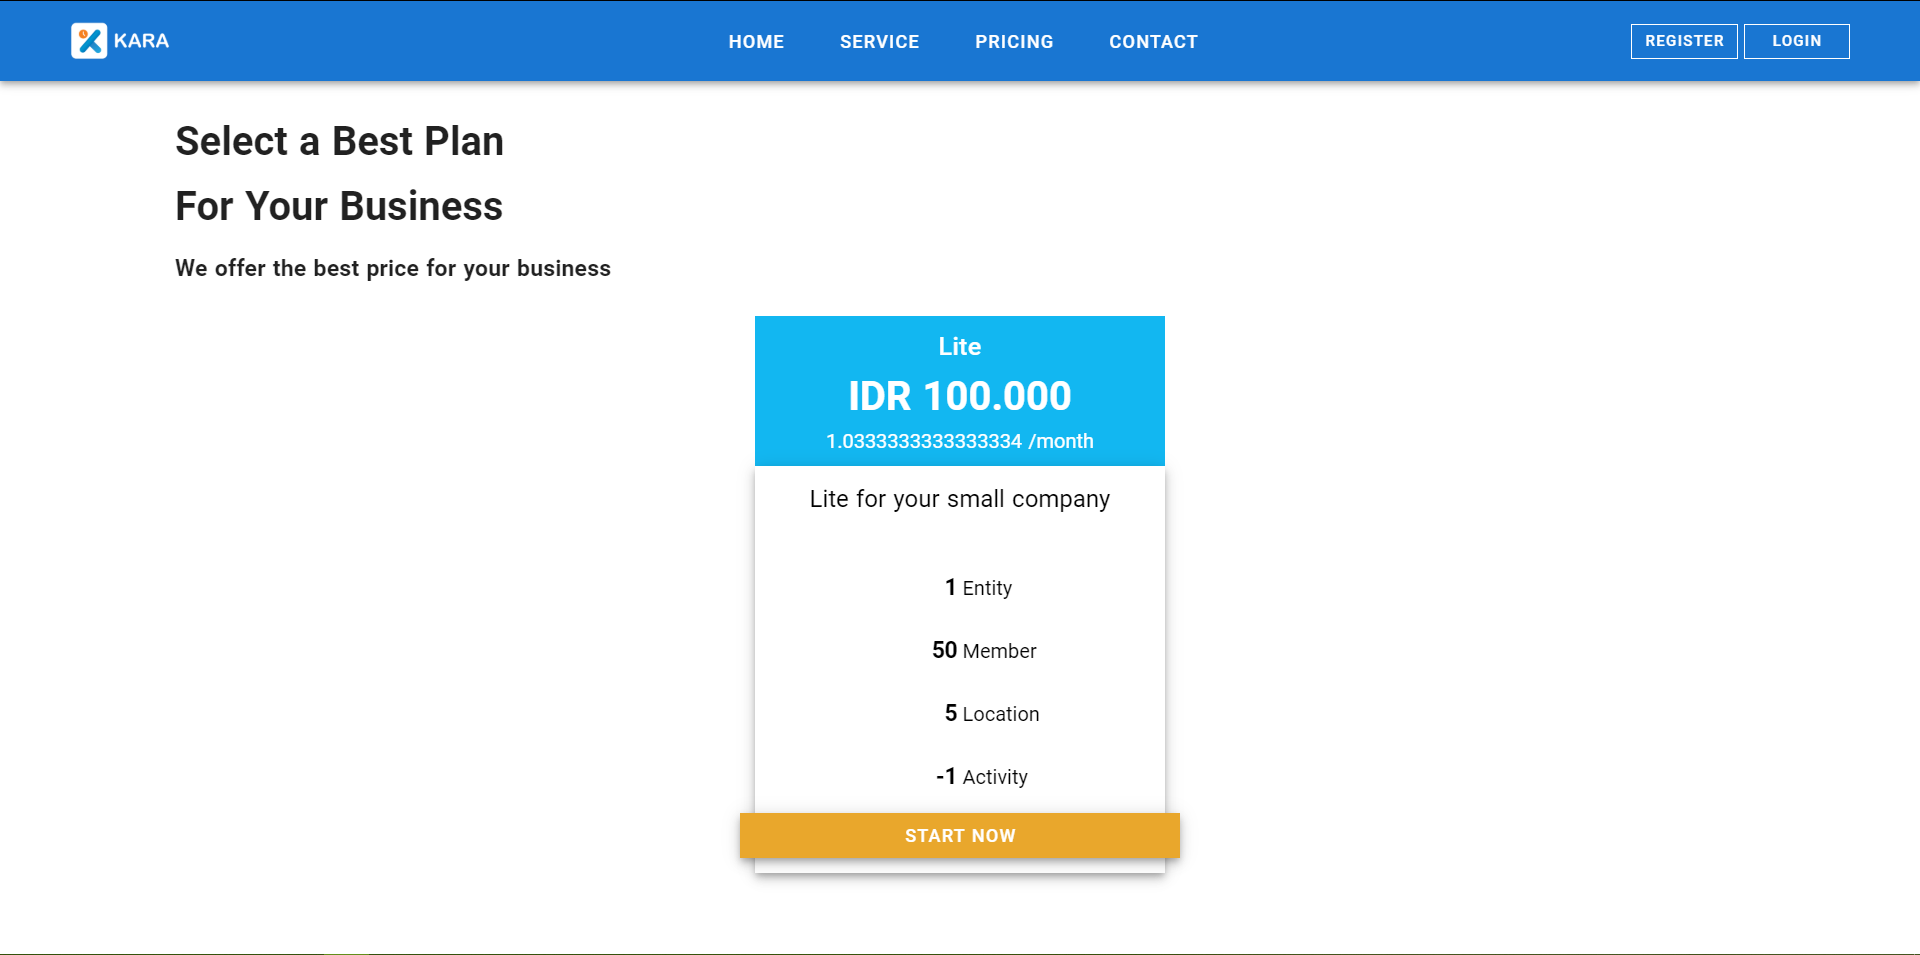 KARA
HOME SERVICE PRICING CONTACT
REGISTER LOGIN
Select a Best Plan
For Your Business
We offer the best price for your business
Lite
IDR 100.000
1.0333333333333334 /month
Lite for your small company
1 Entity
50 Member
5 Location
-1 Activity
START NOW